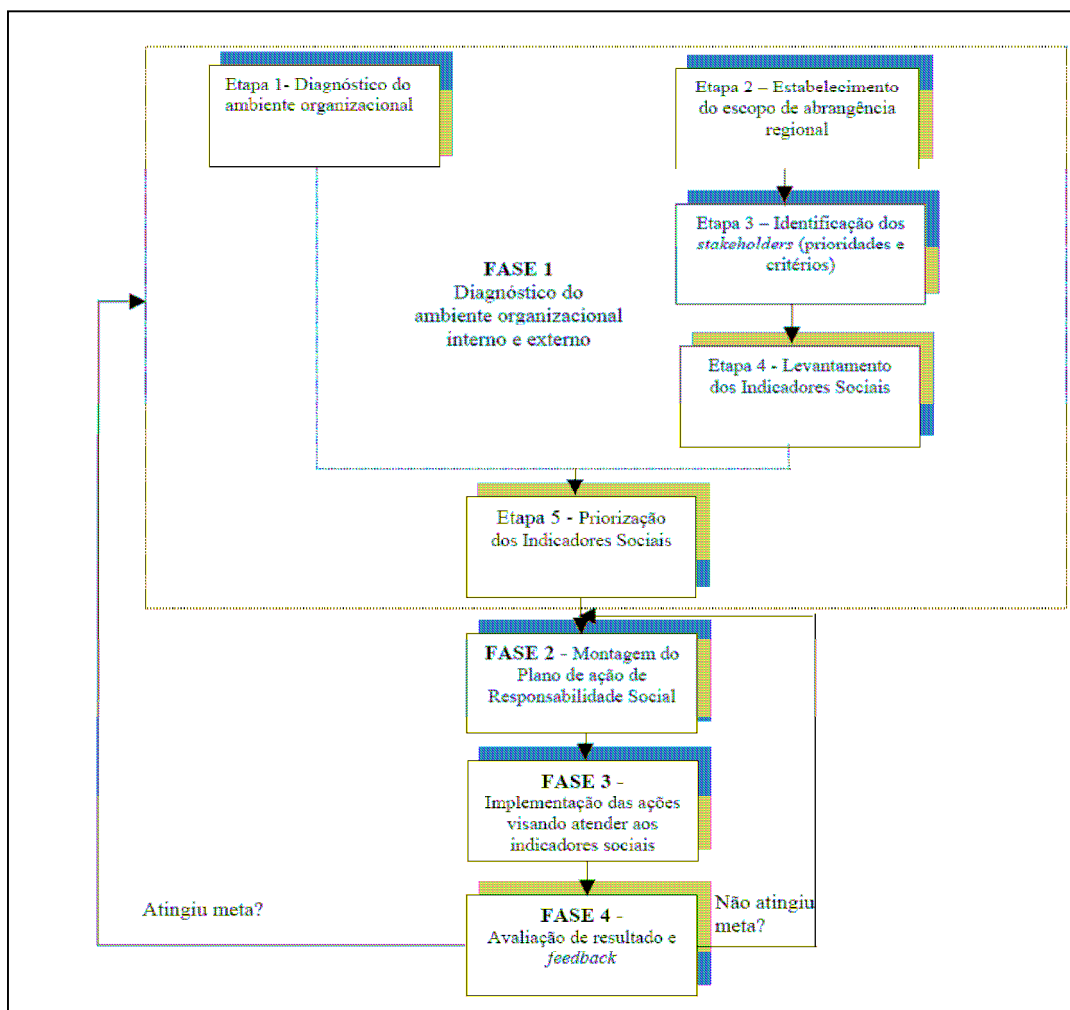 Etapa 1- Diagnóstico do
ambiente organizacional
Etapa 2 – Estabelecimento
do escopo de abrangência
regional
Etapa 3 – Identificação dos
stakeholders (prioridades e
critérios)
FASE 1
Diagnóstico do
ambiente organizacional
interno e externo
Etapa 4 - Levantamento
dos Indicadores Sociais
Etapa 5 - Priorização
dos Indicadores Sociais
FASE 2 - Montagem do
Plano de ação de
Responsabilidade Social
FASE 3 -
Implementação das ações
visando atender aos
indicadores sociais
Atingiu meta?
FASE 4 -
Avaliação de resultado e
feedback
Não atingiu
meta?